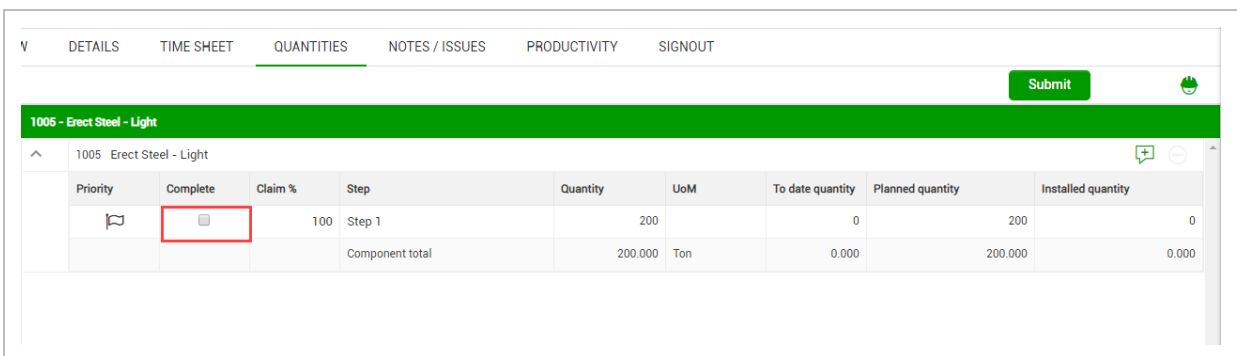 DETAILS TIME SHEET QUANTITIES NOTES / ISSUES PRODUCTIVITY SIGNOUT
Submit
1005 - Erect Steel - Light
1005 Erect Steel - Light
Priority Complete Claim % Step Quantity UoM To date quantity Planned quantity Installed quantity
100 Step 1 200 0 200 0
Component total 200.000 Ton 0.000 200.000 0.000